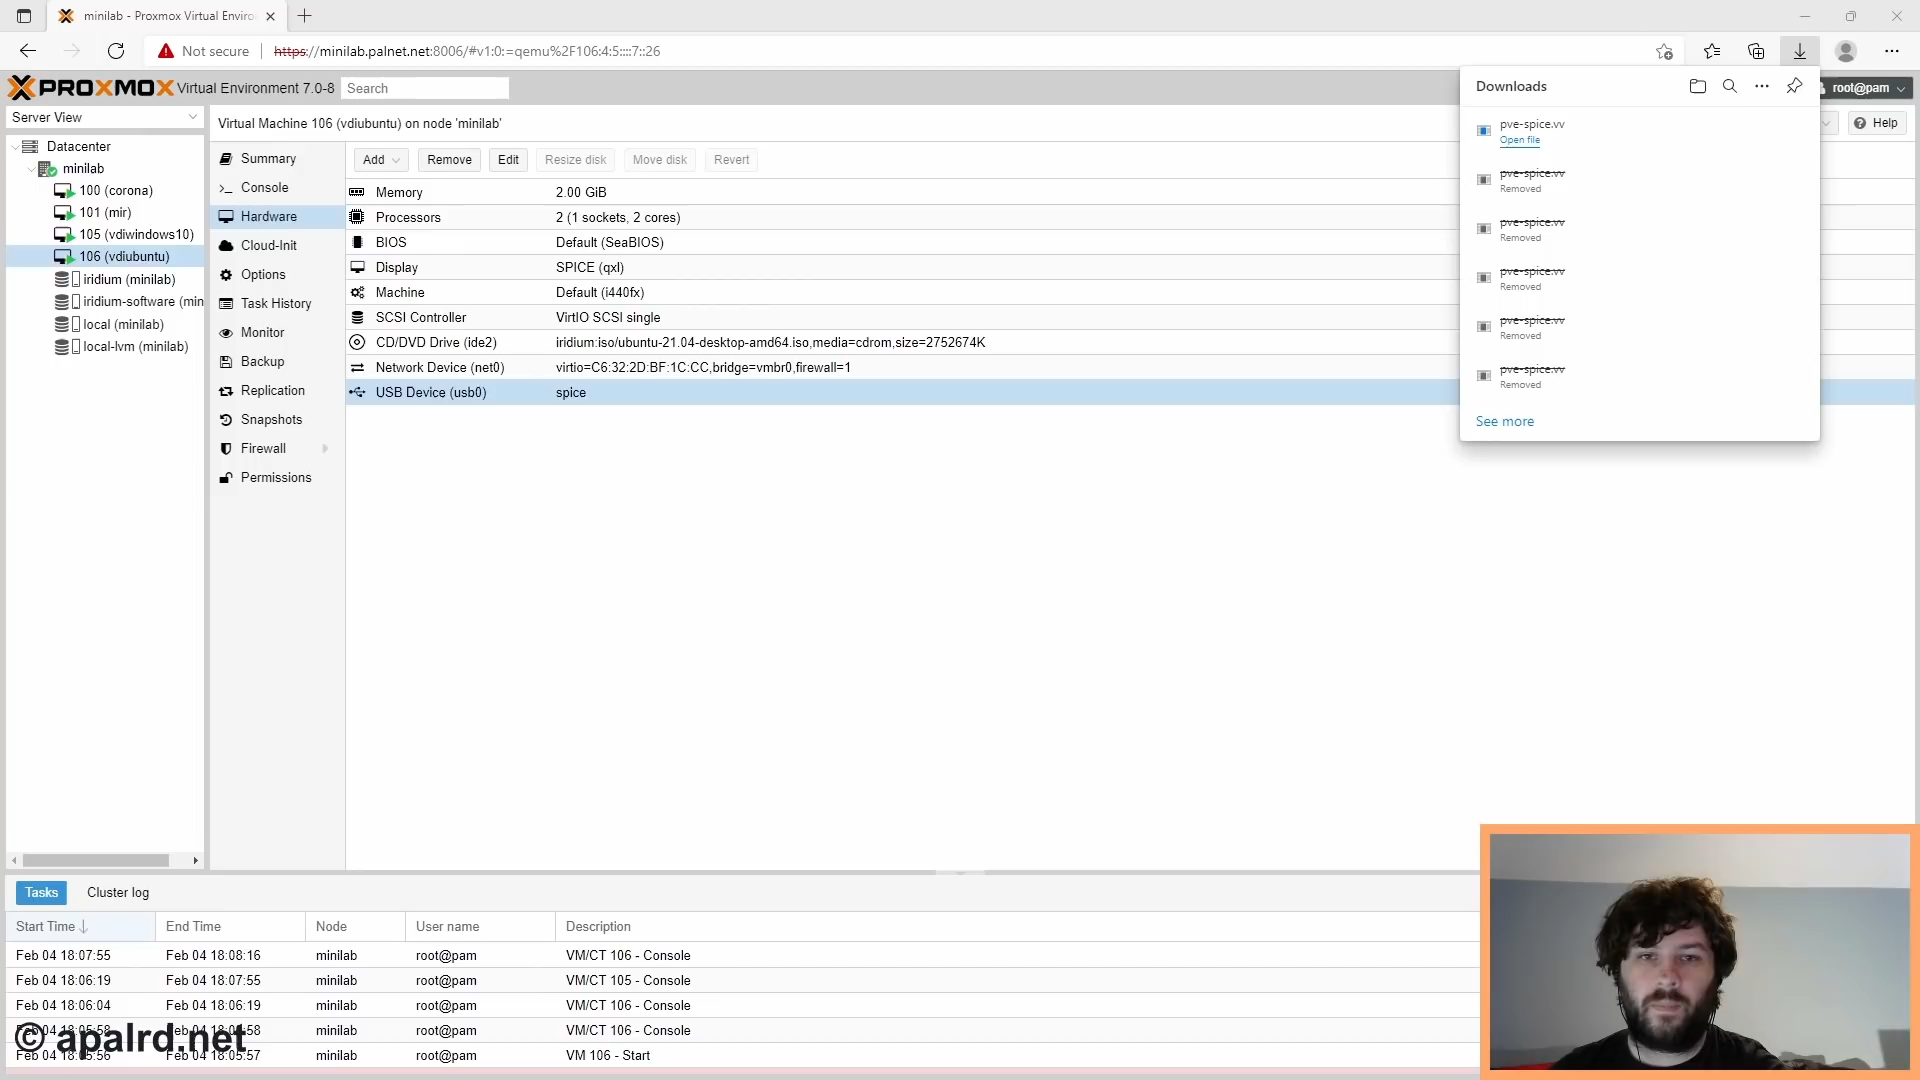 minilab - Proxmox Virtual Enviro
Not secure
https://minilab.palnet.net:8006/#v1:0:=qemu%2F106:4:5::::7::26
PROXMOX Virtual Environment 7.0-8
Search
Downloads
root@pam
Server View
Virtual Machine 106 (vdiubuntu) on node 'minilab'
Help
Datacenter
minilab
100 (corona)
101 (mir)
105 (vdiwindows10)
106 (vdiubuntu)
iridium (minilab)
iridium-software (min
local (minilab)
local-lvm (minilab)
Summary
Console
Hardware
Cloud-Init
Options
Task History
Monitor
Backup
Replication
Snapshots
Firewall
Permissions
Add
Remove
Edit
Resize disk
Move disk
Revert
Memory 2.00 GiB
Processors 2 (1 sockets, 2 cores)
BIOS Default (SeaBIOS)
Display SPICE (qxl)
Machine Default (i440fx)
SCSI Controller VirtIO SCSI single
CD/DVD Drive (ide2) iridium:iso/ubuntu-21.04-desktop-amd64.iso,media=cdrom,size=2752674K
Network Device (net0) virtio=C6:32:2D:BF:1C:CC,bridge=vmbr0,firewall=1
USB Device (usb0) spice
pve-spice.vv
Open file
pve-spice.vv
Removed
pve-spice.vv
Removed
pve-spice.vv
Removed
pve-spice.vv
Removed
pve-spice.vv
Removed
See more
Tasks
Cluster log
Start Time End Time Node User name Description
Feb 04 18:07:55 Feb 04 18:08:16 minilab root@pam VM/CT 106 - Console
Feb 04 18:06:19 Feb 04 18:07:55 minilab root@pam VM/CT 105 - Console
Feb 04 18:06:04 Feb 04 18:06:19 minilab root@pam VM/CT 106 - Console
Feb 04 18:05:58 minilab root@pam VM/CT 106 - Console
Feb 04 18:05:56 Feb 04 18:05:57 minilab root@pam VM 106 - Start
© apalrd.net